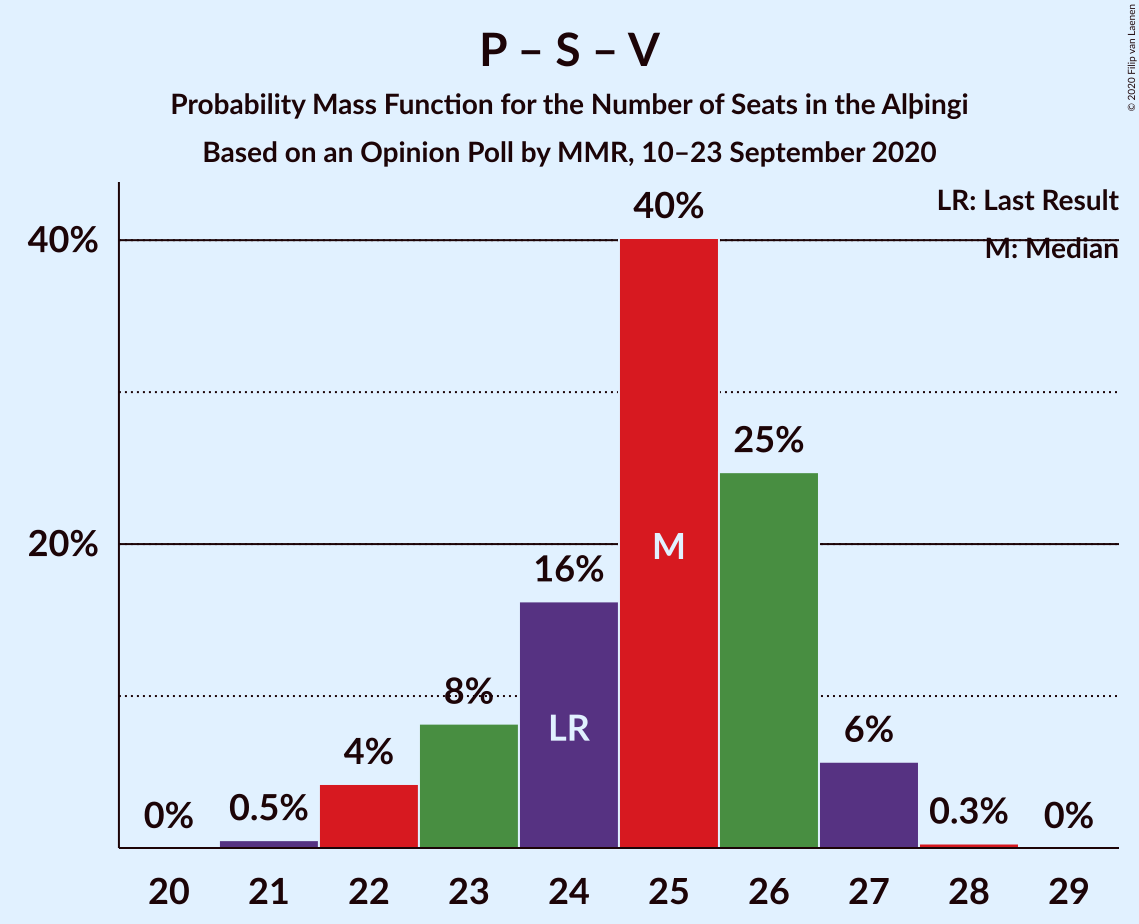 P – S – V
Probability Mass Function for the Number of Seats in the Alþingi
Based on an Opinion Poll by MMR, 10–23 September 2020
© 2020 Filip van Laenen
LR: Last Result
M: Median
40%
20%
0%
0.5%
4%
8%
16%
40%
25%
6%
0.3%
0%
LR
M
20 21 22 23 24 25 26 27 28 29